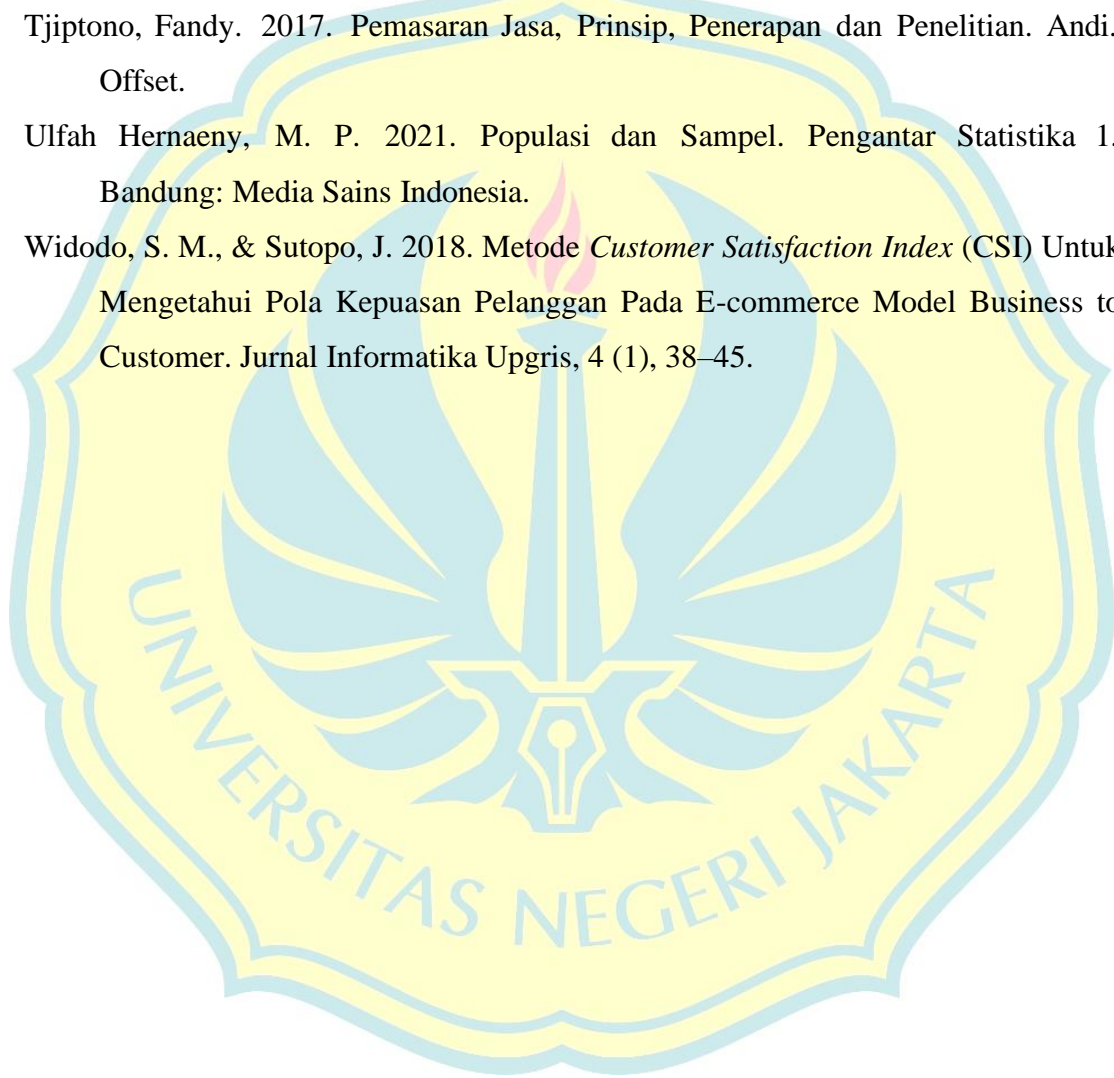 Tjiptono, Fandy. 2017. Pemasaran Jasa, Prinsip, Penerapan dan Penelitian. Andi.
Offset.
Ulfah Hernaeny, M. P. 2021. Populasi dan Sampel. Pengantar Statistika 1.
Bandung: Media Sains Indonesia.
Widodo, S. M., & Sutopo, J. 2018. Metode Customer Satisfaction Index (CSI) Untuk
Mengetahui Pola Kepuasan Pelanggan Pada E-commerce Model Business to
Customer. Jurnal Informatika Upgris, 4 (1), 38–45.
UNIVERSITAS NEGERI JAKARTA